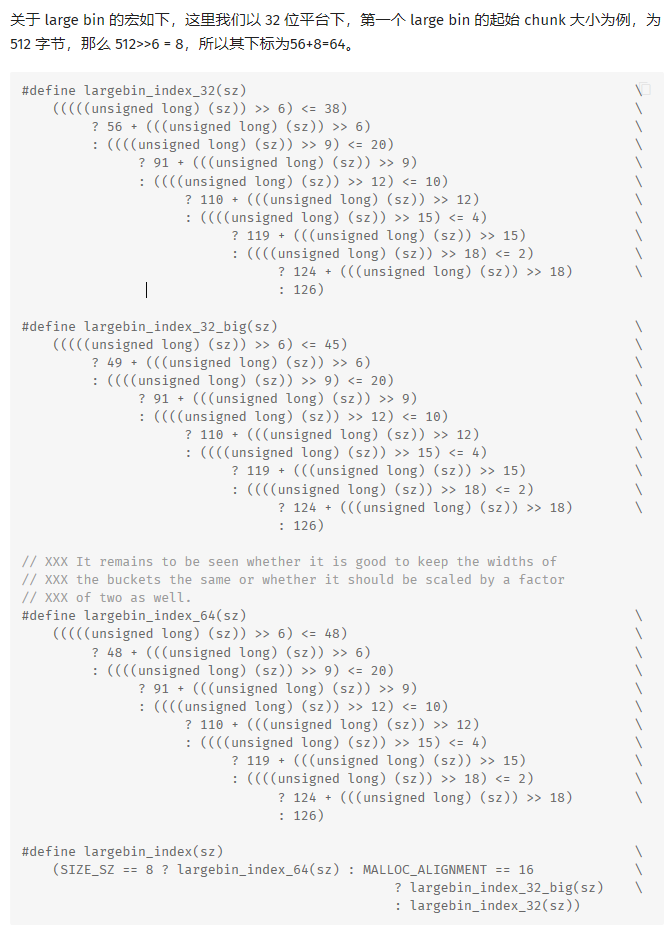 关于 large bin 的宏如下，这里我们以 32 位平台下，第一个 large bin 的起始 chunk 大小为例，为
512 字节，那么 512>>6 = 8，所以其下标为56+8=64。
#define largebin_index_32(sz)                                                \
    (((((unsigned long) (sz)) >> 6) <= 38)                                   \
         ? 56 + (((unsigned long) (sz)) >> 6)                                \
         : ((((unsigned long) (sz)) >> 9) <= 20)                             \
               ? 91 + (((unsigned long) (sz)) >> 9)                          \
               : ((((unsigned long) (sz)) >> 12) <= 10)                      \
                     ? 110 + (((unsigned long) (sz)) >> 12)                  \
                     : ((((unsigned long) (sz)) >> 15) <= 4)                 \
                           ? 119 + (((unsigned long) (sz)) >> 15)            \
                           : ((((unsigned long) (sz)) >> 18) <= 2)           \
                                 ? 124 + (((unsigned long) (sz)) >> 18)      \
                                 : 126)
#define largebin_index_32_big(sz)                                            \
    (((((unsigned long) (sz)) >> 6) <= 45)                                   \
         ? 49 + (((unsigned long) (sz)) >> 6)                                \
         : ((((unsigned long) (sz)) >> 9) <= 20)                             \
               ? 91 + (((unsigned long) (sz)) >> 9)                          \
               : ((((unsigned long) (sz)) >> 12) <= 10)                      \
                     ? 110 + (((unsigned long) (sz)) >> 12)                  \
                     : ((((unsigned long) (sz)) >> 15) <= 4)                 \
                           ? 119 + (((unsigned long) (sz)) >> 15)            \
                           : ((((unsigned long) (sz)) >> 18) <= 2)           \
                                 ? 124 + (((unsigned long) (sz)) >> 18)      \
                                 : 126)
// XXX It remains to be seen whether it is good to keep the widths of
// XXX the buckets the same or whether it should be scaled by a factor
// XXX of two as well.
#define largebin_index_64(sz)                                                \
    (((((unsigned long) (sz)) >> 6) <= 48)                                   \
         ? 48 + (((unsigned long) (sz)) >> 6)                                \
         : ((((unsigned long) (sz)) >> 9) <= 20)                             \
               ? 91 + (((unsigned long) (sz)) >> 9)                          \
               : ((((unsigned long) (sz)) >> 12) <= 10)                      \
                     ? 110 + (((unsigned long) (sz)) >> 12)                  \
                     : ((((unsigned long) (sz)) >> 15) <= 4)                 \
                           ? 119 + (((unsigned long) (sz)) >> 15)            \
                           : ((((unsigned long) (sz)) >> 18) <= 2)           \
                                 ? 124 + (((unsigned long) (sz)) >> 18)      \
                                 : 126)
#define largebin_index(sz)                                                   \
    (SIZE_SZ == 8 ? largebin_index_64(sz) : MALLOC_ALIGNMENT == 16           \
                                                ? largebin_index_32_big(sz)  \
                                                : largebin_index_32(sz))